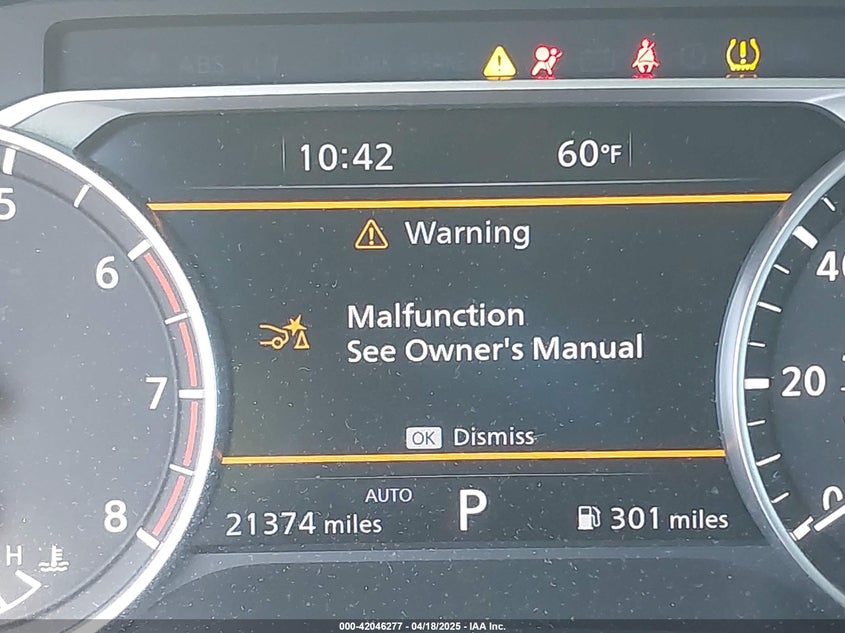 10:42 60°F
Warning
Malfunction
See Owner's Manual
OK Dismiss
AUTO
21374 miles P 301 miles
5
6
7
8
H
40
20
0
000-42046277 - 04/18/2025 - IAA Inc.